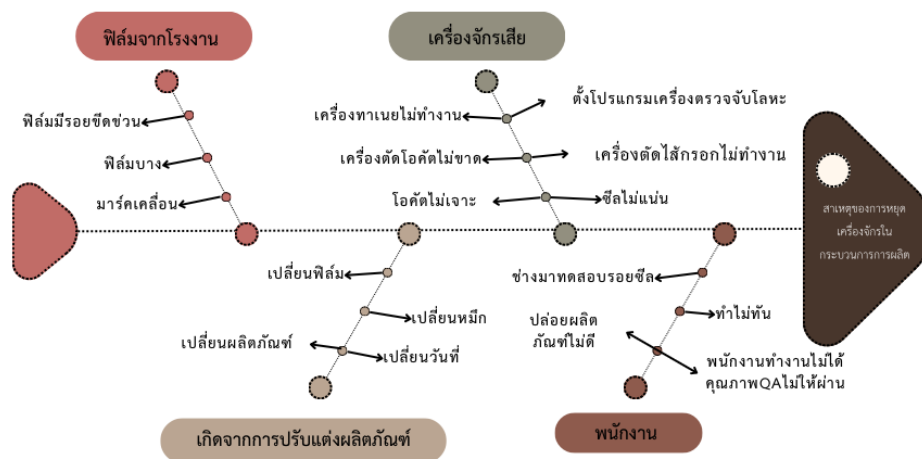 ฟิล์มจากโรงงาน
เครื่องจักรเสีย
ฟิล์มมีรอยขีดข่วน
ฟิล์มบาง
มาร์คเคลื่อน
เครื่องทาเนยไม่ทำงาน
ตั้งโปรแกรมเครื่องตรวจจับโลหะ
เครื่องตัดโอคัตไม่ขาด
เครื่องตัดไส้กรอกไม่ทำงาน
โอคัตไม่เจาะ
ซีลไม่แน่น
สาเหตุของการหยุด
เครื่องจักรใน
กระบวนการการผลิต
เปลี่ยนฟิล์ม
เปลี่ยนหมึก
เปลี่ยนผลิตภัณฑ์
เปลี่ยนวันที่
ช่างมาทดสอบรอยซีล
ทำไม่ทัน
ปล่อยผลิต
ภัณฑ์ไม่ดี
พนักงานทำงานไม่ได้
คุณภาพQAไม่ให้ผ่าน
เกิดจากการปรับแต่งผลิตภัณฑ์
พนักงาน